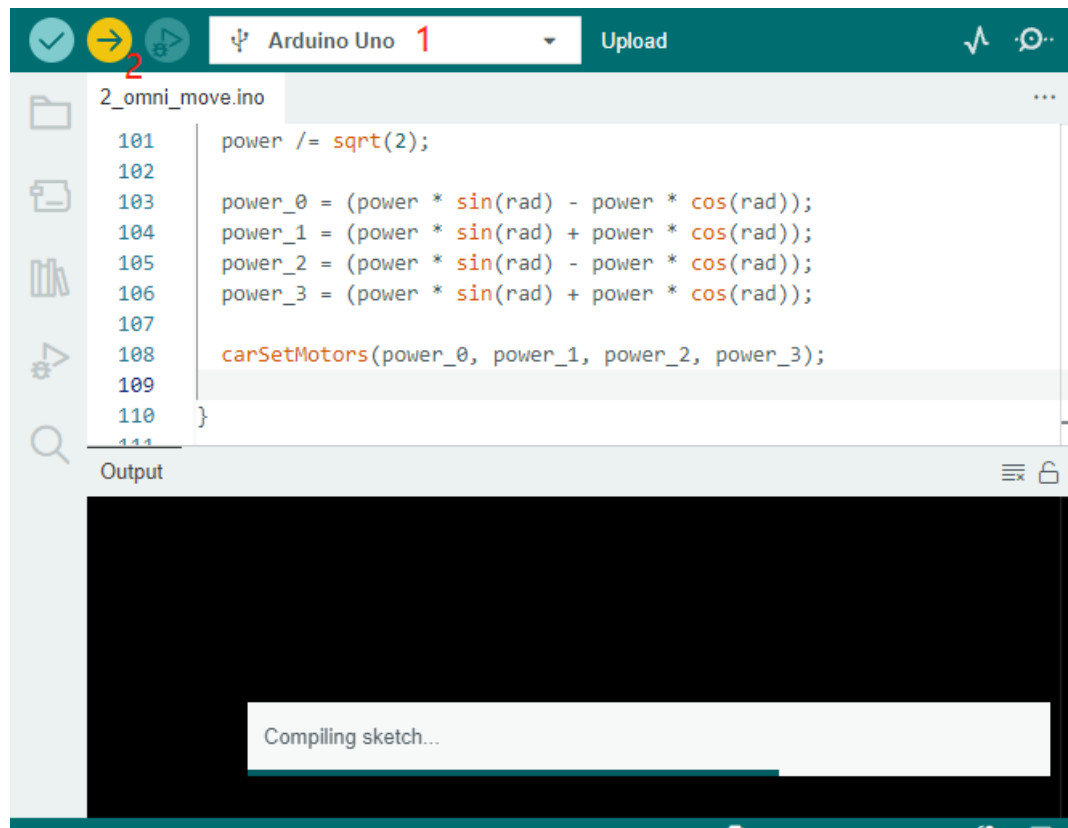 Arduino Uno 1 Upload
2
2_omni_move.ino ...
101 power /= sqrt(2);
102
103 power_0 = (power * sin(rad) - power * cos(rad));
104 power_1 = (power * sin(rad) + power * cos(rad));
105 power_2 = (power * sin(rad) - power * cos(rad));
106 power_3 = (power * sin(rad) + power * cos(rad));
107
108 carSetMotors(power_0, power_1, power_2, power_3);
109
110 }
111
Output
Compiling sketch...